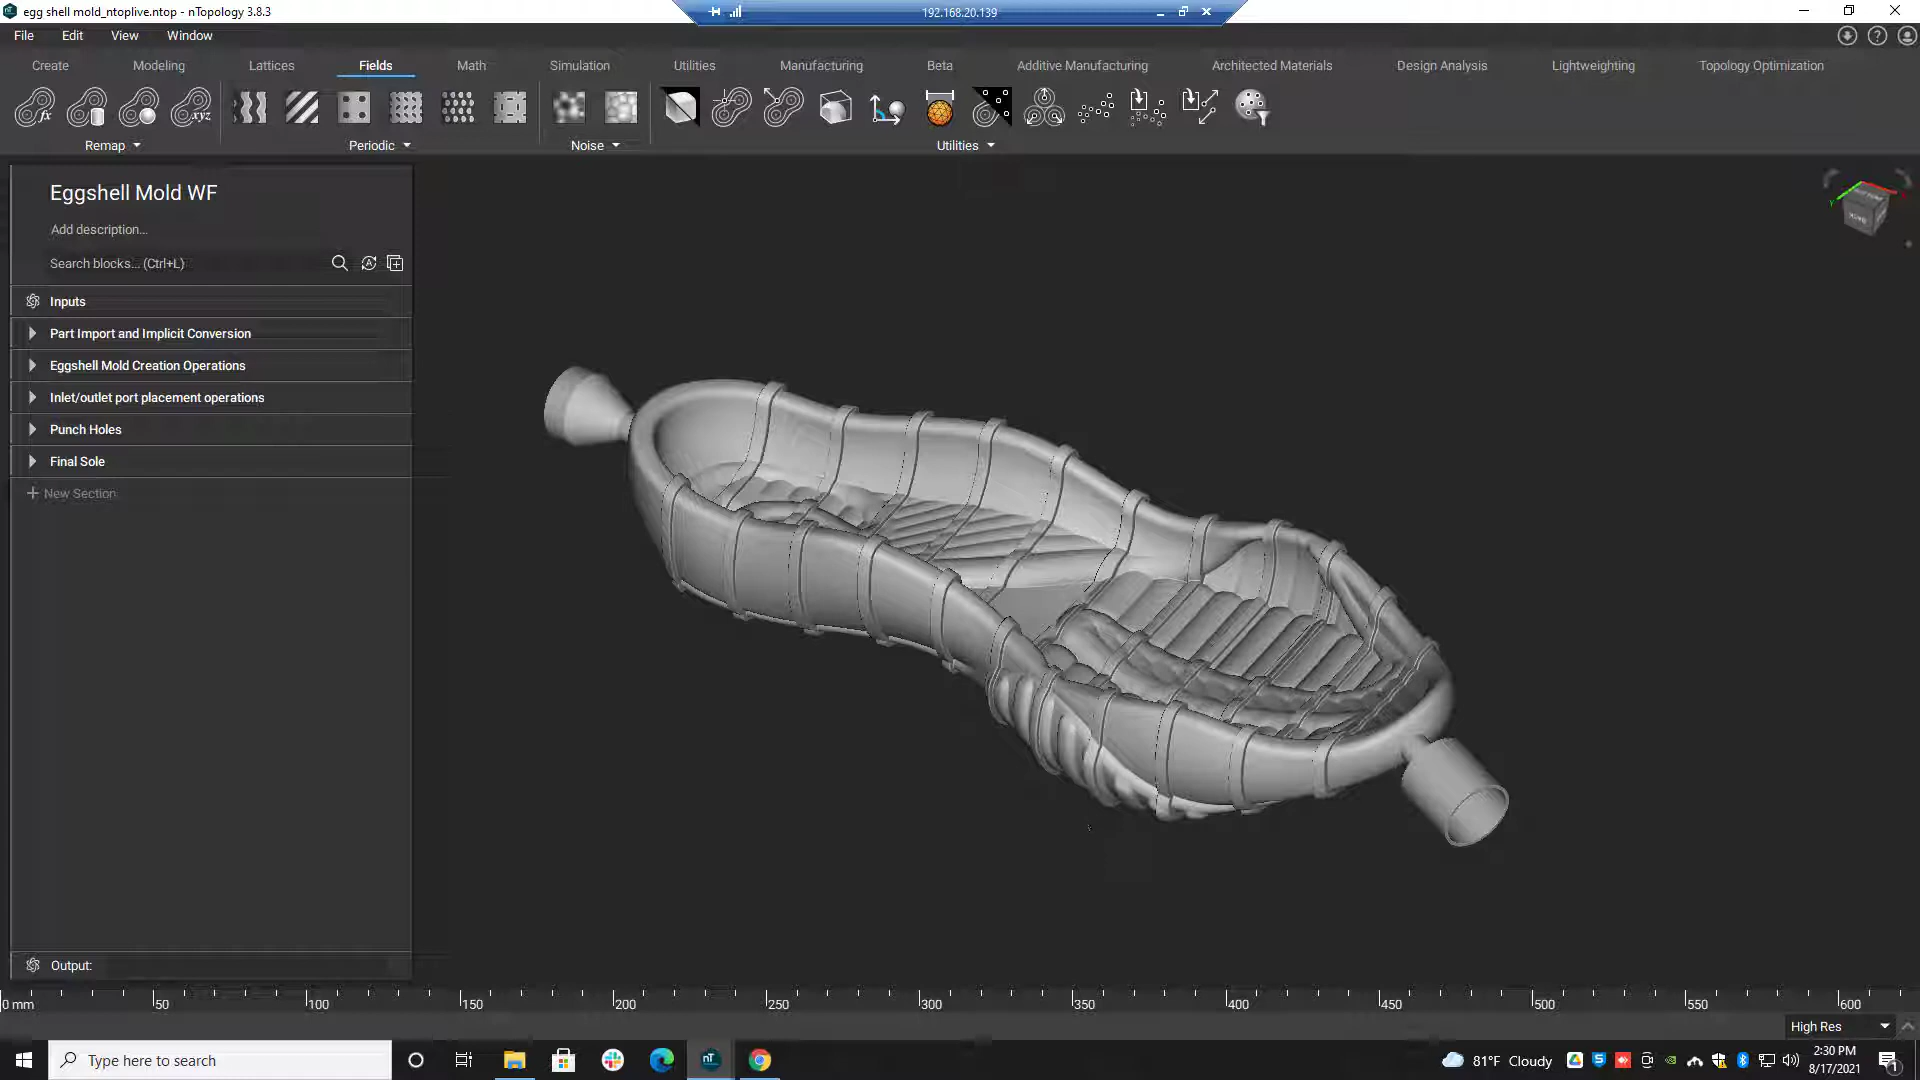 egg shell mold_ntoplive.ntop - nTopology 3.8.3
192.168.20.139
File Edit View Window
Create Modeling Lattices Fields Math Simulation Utilities Manufacturing Beta Additive Manufacturing Architected Materials Design Analysis Lightweighting Topology Optimization
fx xyz
Remap Periodic Noise Utilities
Eggshell Mold WF
Add description...
Search blocks... (Ctrl+L)
Inputs
Part Import and Implicit Conversion
Eggshell Mold Creation Operations
Inlet/outlet port placement operations
Punch Holes
Final Sole
New Section
Output:
0 mm 50 100 150 200 250 300 350 400 450 500 550 600
High Res
Type here to search
nT
81°F Cloudy
2:30 PM
8/17/2021
1